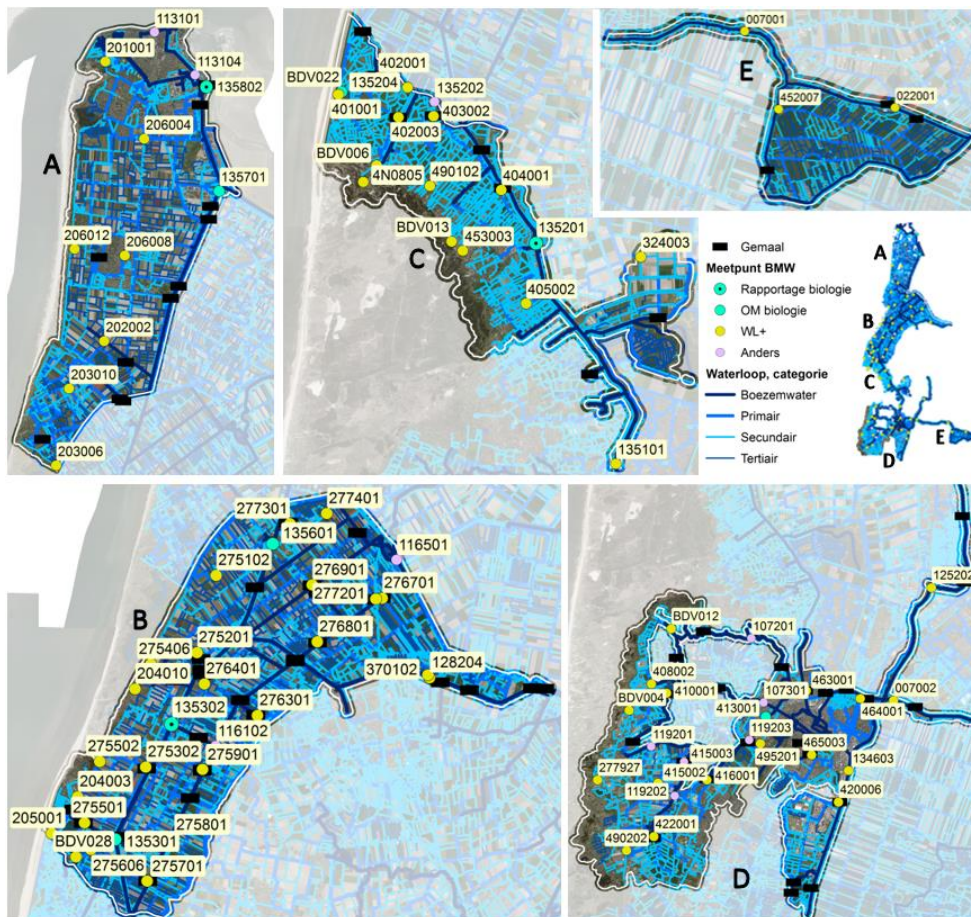 113101
201001
113104
135802
206004
A
135701
206012
206008
202002
203010
203006
402001
BDV022
135204
135202
401001
403002
402003
BDV006
4N0805
490102
404001
BDV013
135201
453003
C
324003
405002
135101
007001
E
452007
022001
Gemaal
Meetpunt BMW
Rapportage biologie
OM biologie
WL+
Anders
Waterloop, categorie
Boezemwater
Primair
Secundair
Tertiair
A
B
C
E
D
277401
277301
135601
116501
275102
276901
276701
277201
B
276801
275201
275406
276401
370102
128204
204010
276301
135302
116102
275502
275302
275901
204003
275501
275801
205001
135301
BDV028
275606
275701
125202
BDV012
107201
408002
463001
007002
410001
107301
BDV004
413001
464001
119203
119201
465003
415003
495201
134603
277927
415002
416001
420006
119202
422001
490202
D